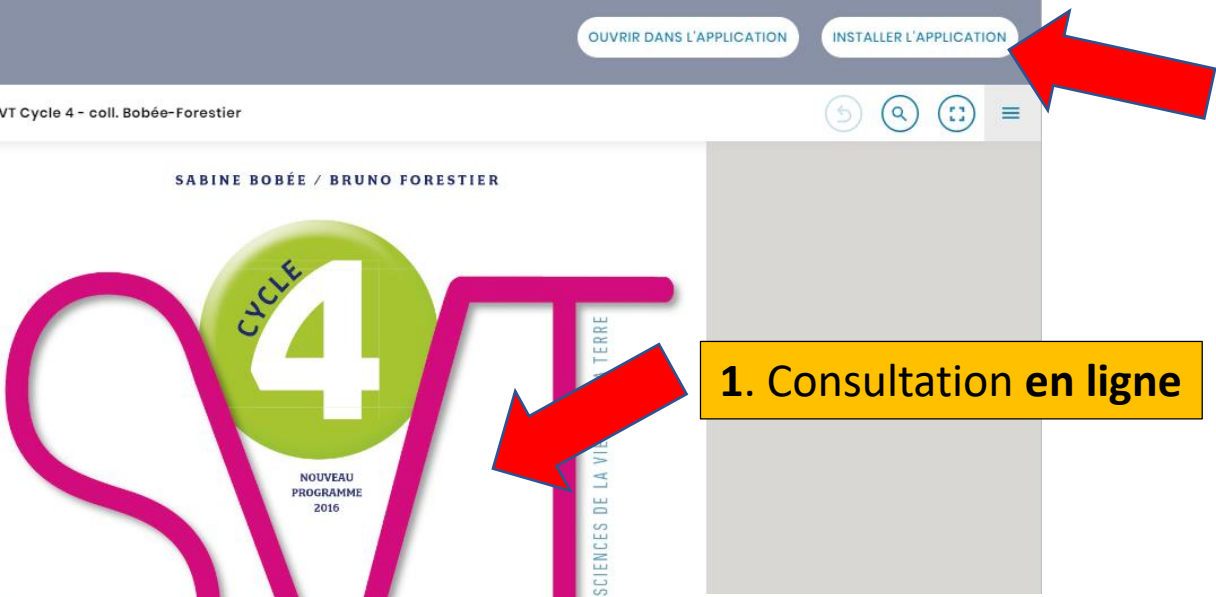 OUVRIR DANS L'APPLICATION
INSTALLER L'APPLICATION
VT Cycle 4 - coll. Bobée-Forestier
SABINE BOBÉE / BRUNO FORESTIER
CYCLE
4
SVT
NOUVEAU
PROGRAMME
2016
SCIENCES DE LA VIE TERRE
1. Consultation en ligne